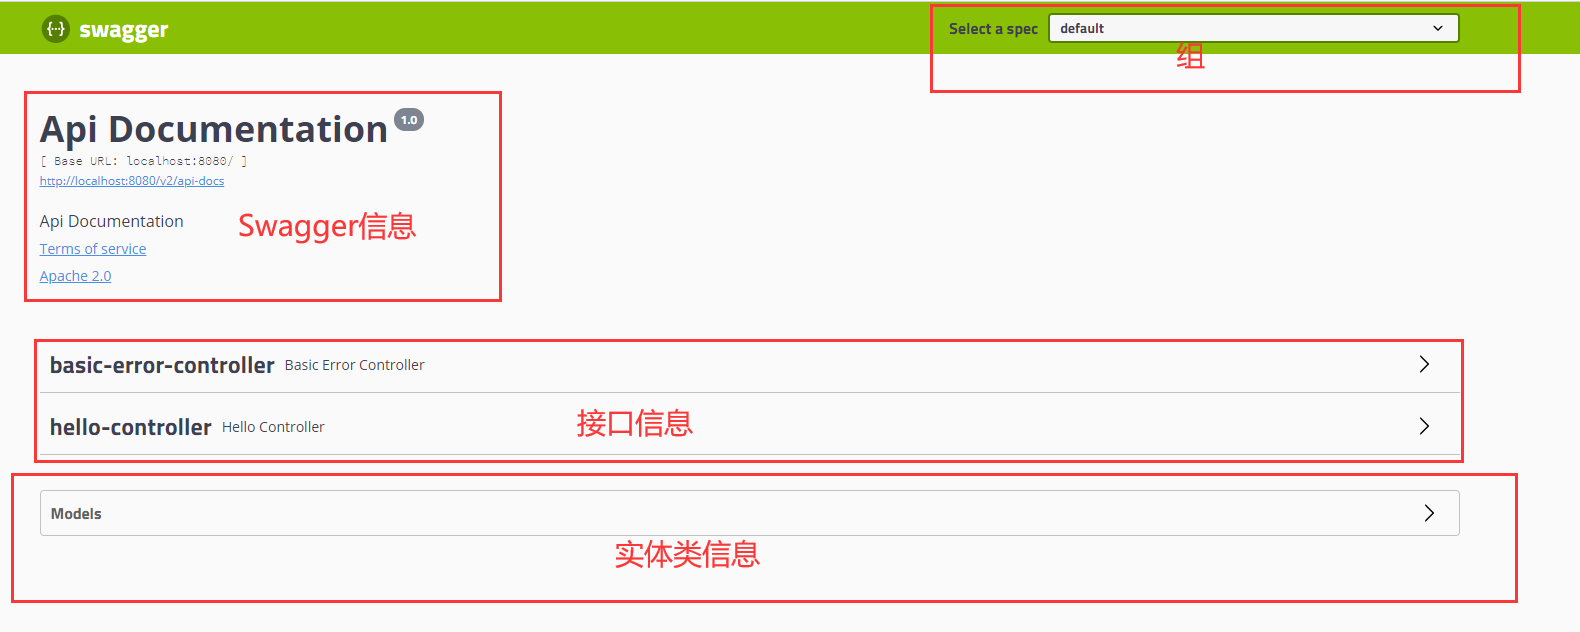 {···} swagger
Select a spec default
组
Api Documentation 1.0
[ Base URL: localhost:8080/ ]
http://localhost:8080/v2/api-docs
Api Documentation
Swagger信息
Terms of service
Apache 2.0
basic-error-controller Basic Error Controller
hello-controller Hello Controller
接口信息
Models
实体类信息